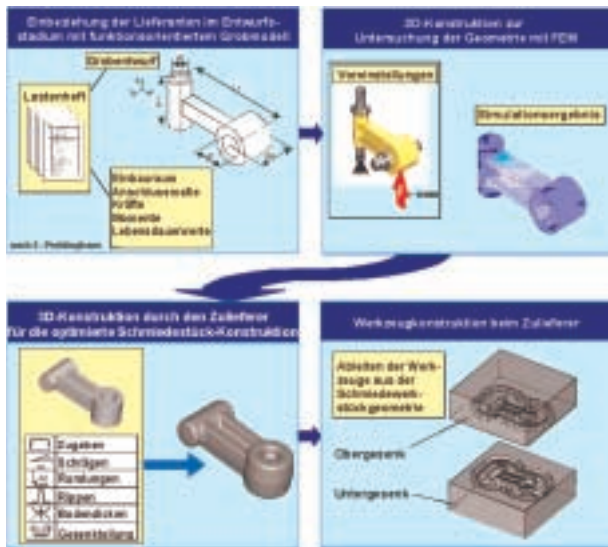 Einbeziehung der Lieferanten im Entwurfs-
stadium mit funktionsorientiertem Grobmodell
Grobentwurf
Lastenheft
Einbauraum
Anschlussmaße
Kräfte
Momente
Lebensdauerwerte
3D-Konstruktion zur
Untersuchung der Geometrie mit FEM
Voreinstellungen
Simulationsergebnis
3D-Konstruktion durch den Zulieferer
für die optimierte Schmiedestück-Konstruktion
Zugaben
Schrägen
Rundungen
Rippen
Bodendicken
Gesenkteilung
Werkzeugkonstruktion beim Zulieferer
Ableiten der Werk-
zeuge aus der
Schmiedewerk-
stückgeometrie
Obergesenk
Untergesenk